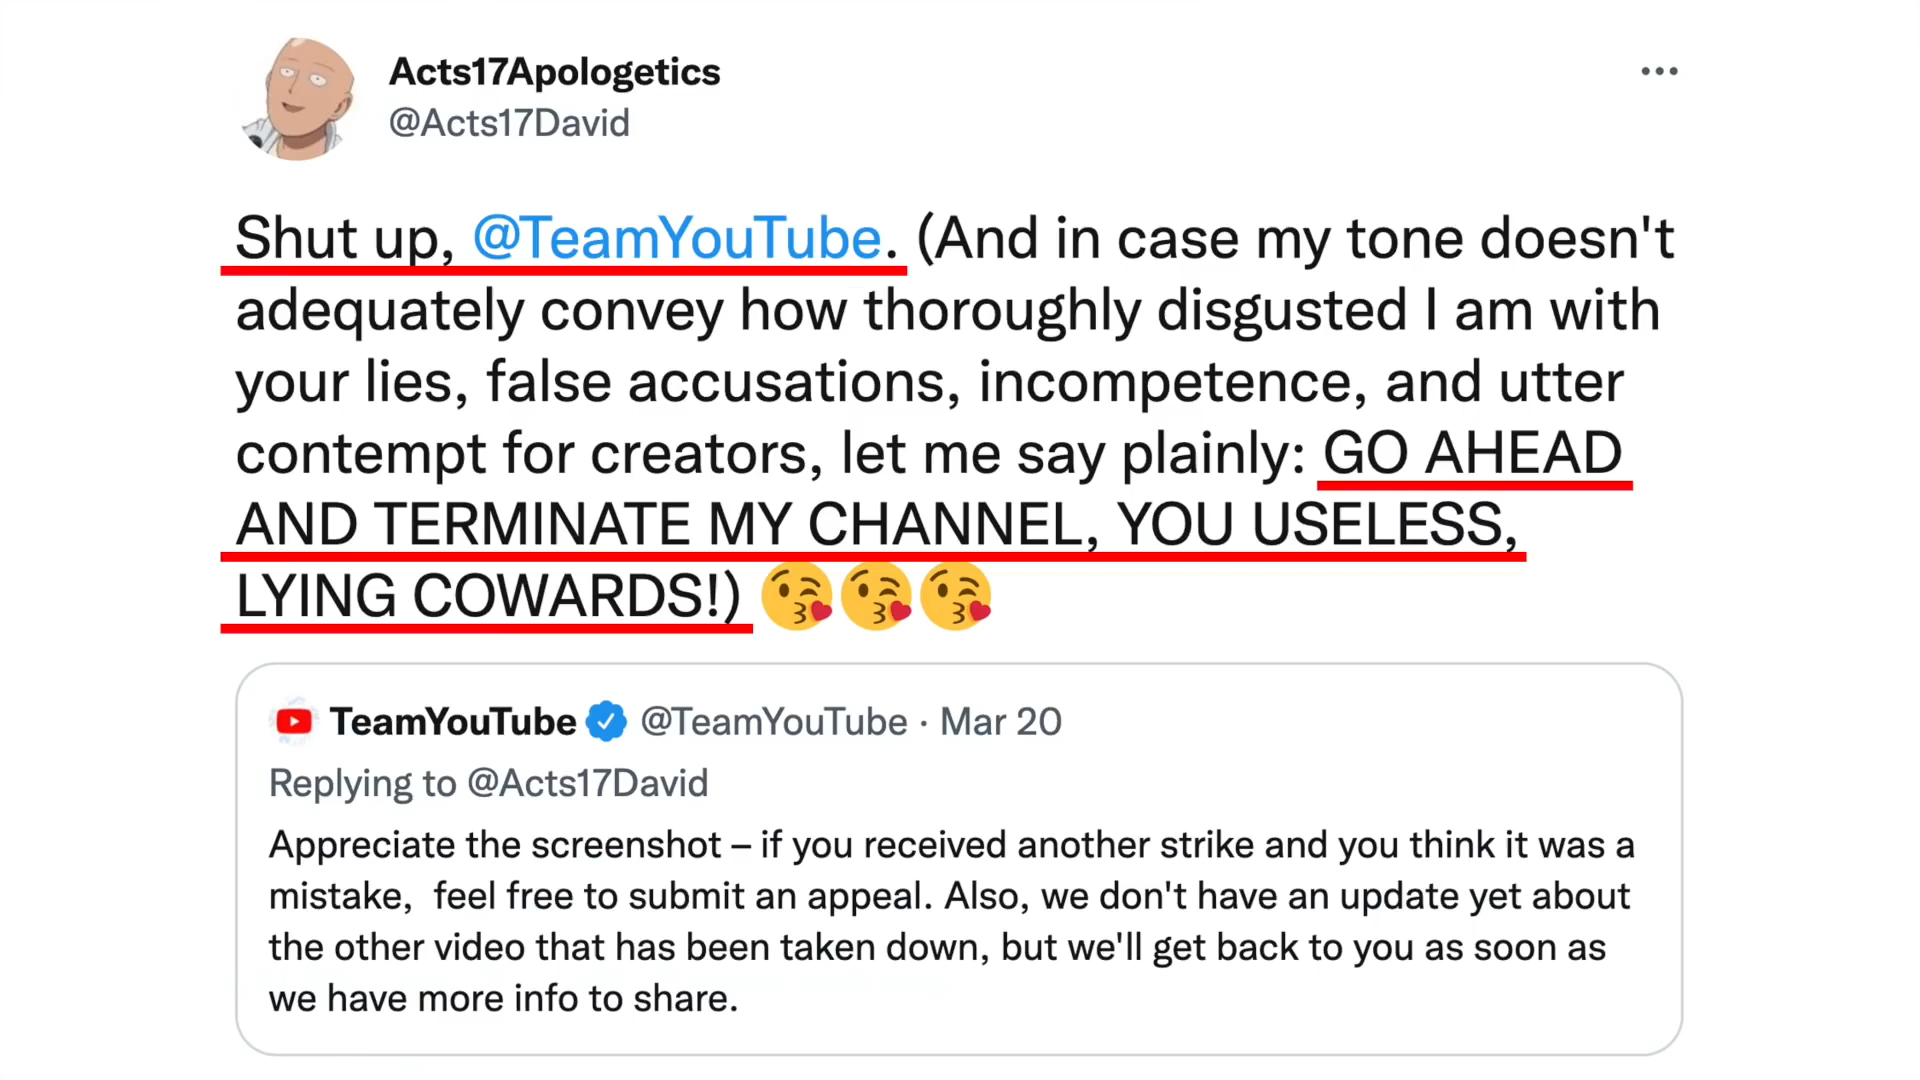 Acts17Apologetics
@Acts17David
Shut up, @TeamYouTube. (And in case my tone doesn't
adequately convey how thoroughly disgusted I am with
your lies, false accusations, incompetence, and utter
contempt for creators, let me say plainly: GO AHEAD
AND TERMINATE MY CHANNEL, YOU USELESS,
LYING COWARDS!) 😘😘😘
TeamYouTube @TeamYouTube · Mar 20
Replying to @Acts17David
Appreciate the screenshot – if you received another strike and you think it was a
mistake,  feel free to submit an appeal. Also, we don't have an update yet about
the other video that has been taken down, but we'll get back to you as soon as
we have more info to share.